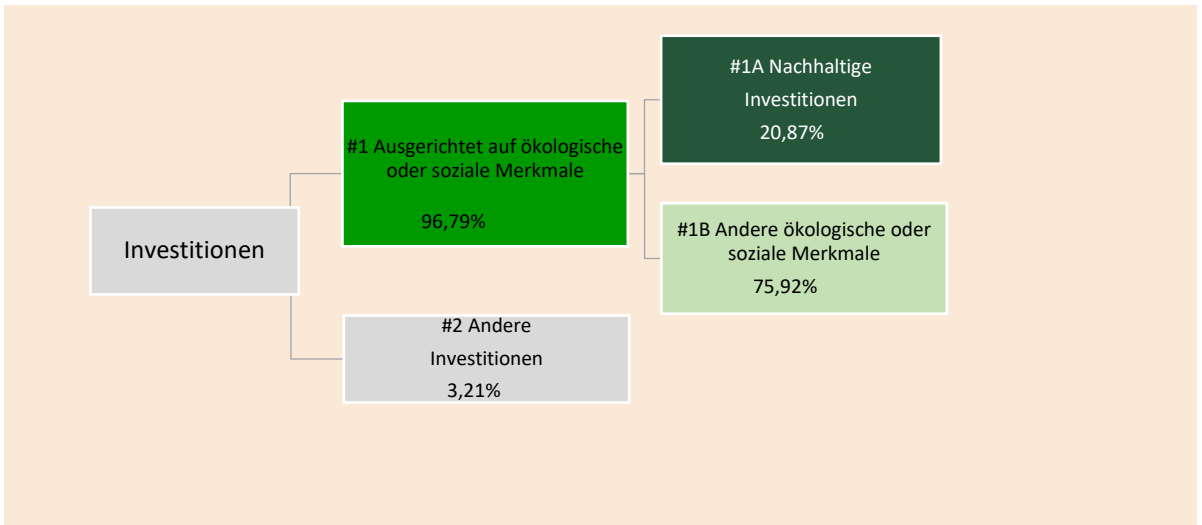 Investitionen
#1 Ausgerichtet auf ökologische
oder soziale Merkmale
96,79%
#2 Andere
Investitionen
3,21%
#1A Nachhaltige
Investitionen
20,87%
#1B Andere ökologische oder
soziale Merkmale
75,92%